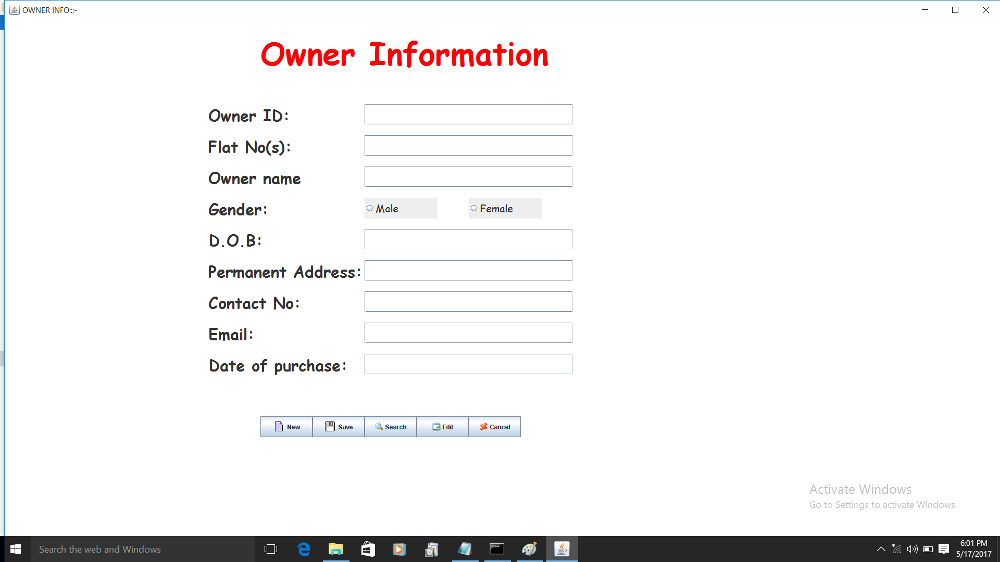 OWNER INFO:::-
Owner Information
Owner ID:
Flat No(s):
Owner name
Gender: Male Female
D.O.B:
Permanent Address:
Contact No:
Email:
Date of purchase:
New Save Search Edit Cancel
Activate Windows
Go to Settings to activate Windows.
Search the web and Windows
6:01 PM
5/17/2017